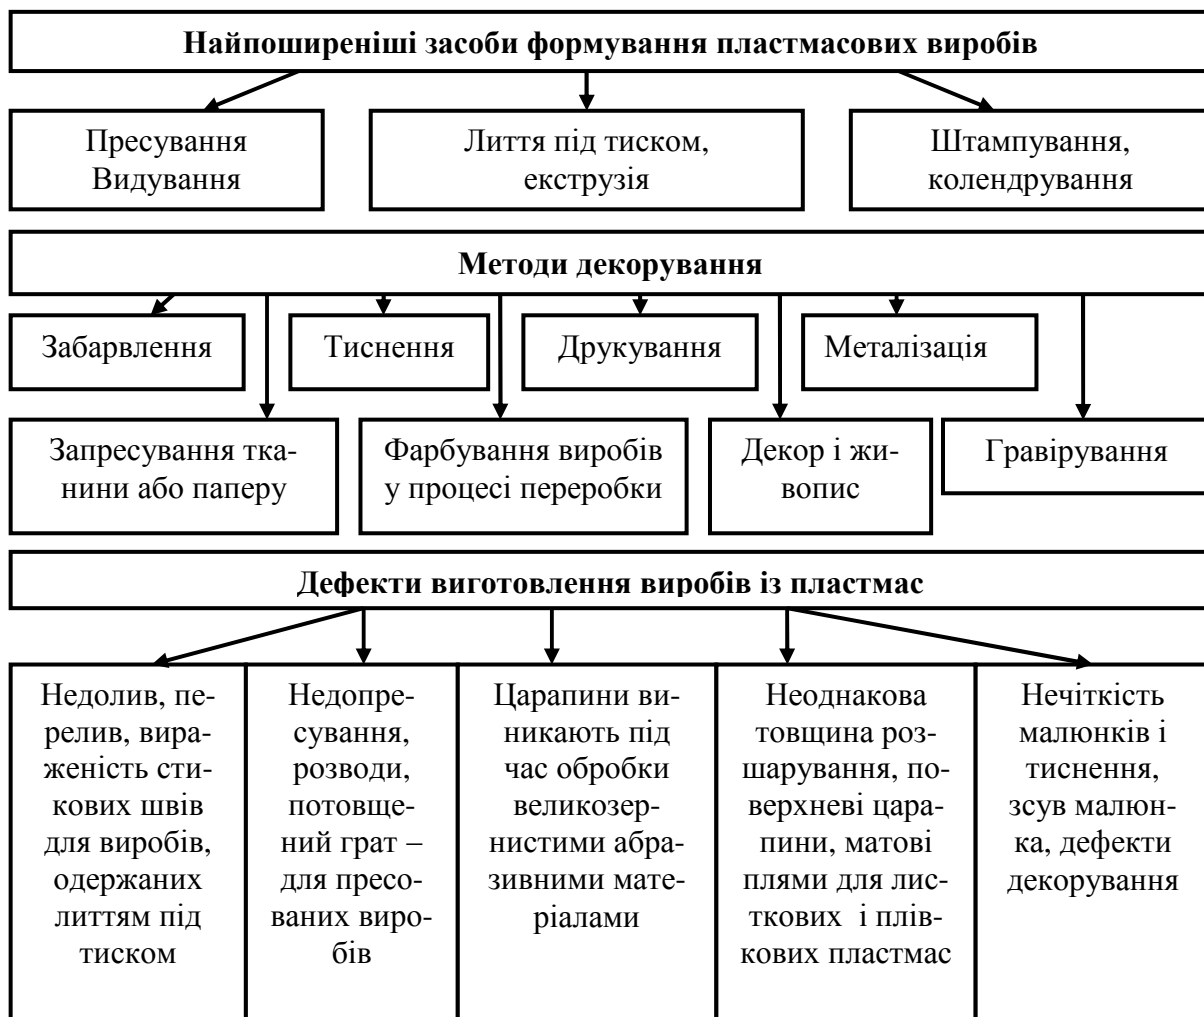 Найпоширеніші засоби формування пластмасових виробів
Пресування
Видування
Лиття під тиском,
екструзія
Штампування,
колендрування
Методи декорування
Забарвлення
Тиснення
Друкування
Металізація
Запресування тка-
нини або паперу
Фарбування виробів
у процесі переробки
Декор і жи-
вопис
Гравірування
Дефекти виготовлення виробів із пластмас
Недолив, пе-
релив, вира-
женість сти-
кових швів
для виробів,
одержаних
литтям під
тиском
Недопре-
сування,
розводи,
потовще-
ний грат –
для пресо-
ваних виро-
бів
Царапини ви-
никають під
час обробки
великозер-
нистими абра-
зивними мате-
ріалами
Неоднакова
товщина роз-
шарування, по-
верхневі цара-
пини, матові
плями для лис-
ткових і плів-
кових пластмас
Нечіткість
малюнків і
тиснення,
зсув малюн-
ка, дефекти
декорування